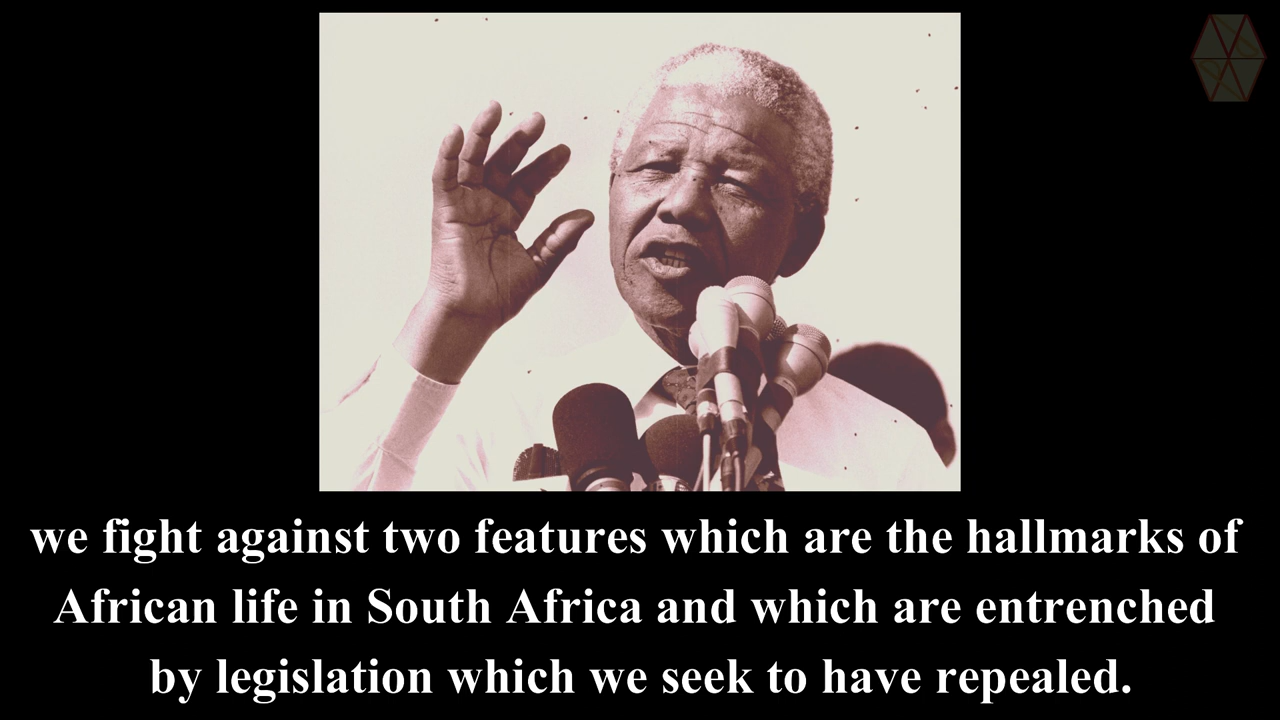 we fight against two features which are the hallmarks of
African life in South Africa and which are entrenched
by legislation which we seek to have repealed.